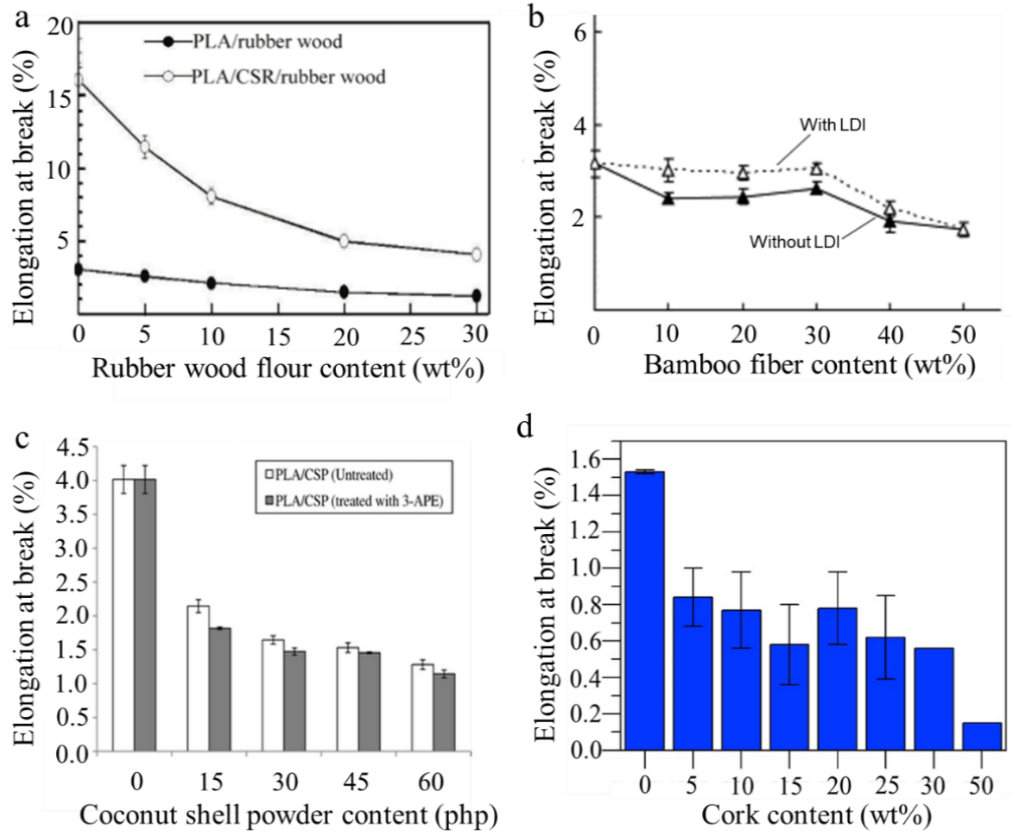 a
Elongation at break (%)
20
15
10
5
PLA/rubber wood
PLA/CSR/rubber wood
0 5 10 15 20 25 30
Rubber wood flour content (wt%)
b
Elongation at break (%)
6
4
2
With LDI
Without LDI
0 10 20 30 40 50
Bamboo fiber content (wt%)
c
Elongation at break (%)
4.5
4.0
3.5
3.0
2.5
2.0
1.5
1.0
0.5
0.0
PLA/CSP (Untreated)
PLA/CSP (treated with 3-APE)
0 15 30 45 60
Coconut shell powder content (php)
d
Elongation at break (%)
1.6
1.4
1.2
1.0
0.8
0.6
0.4
0.2
0.0
0 5 10 15 20 25 30 50
Cork content (wt%)